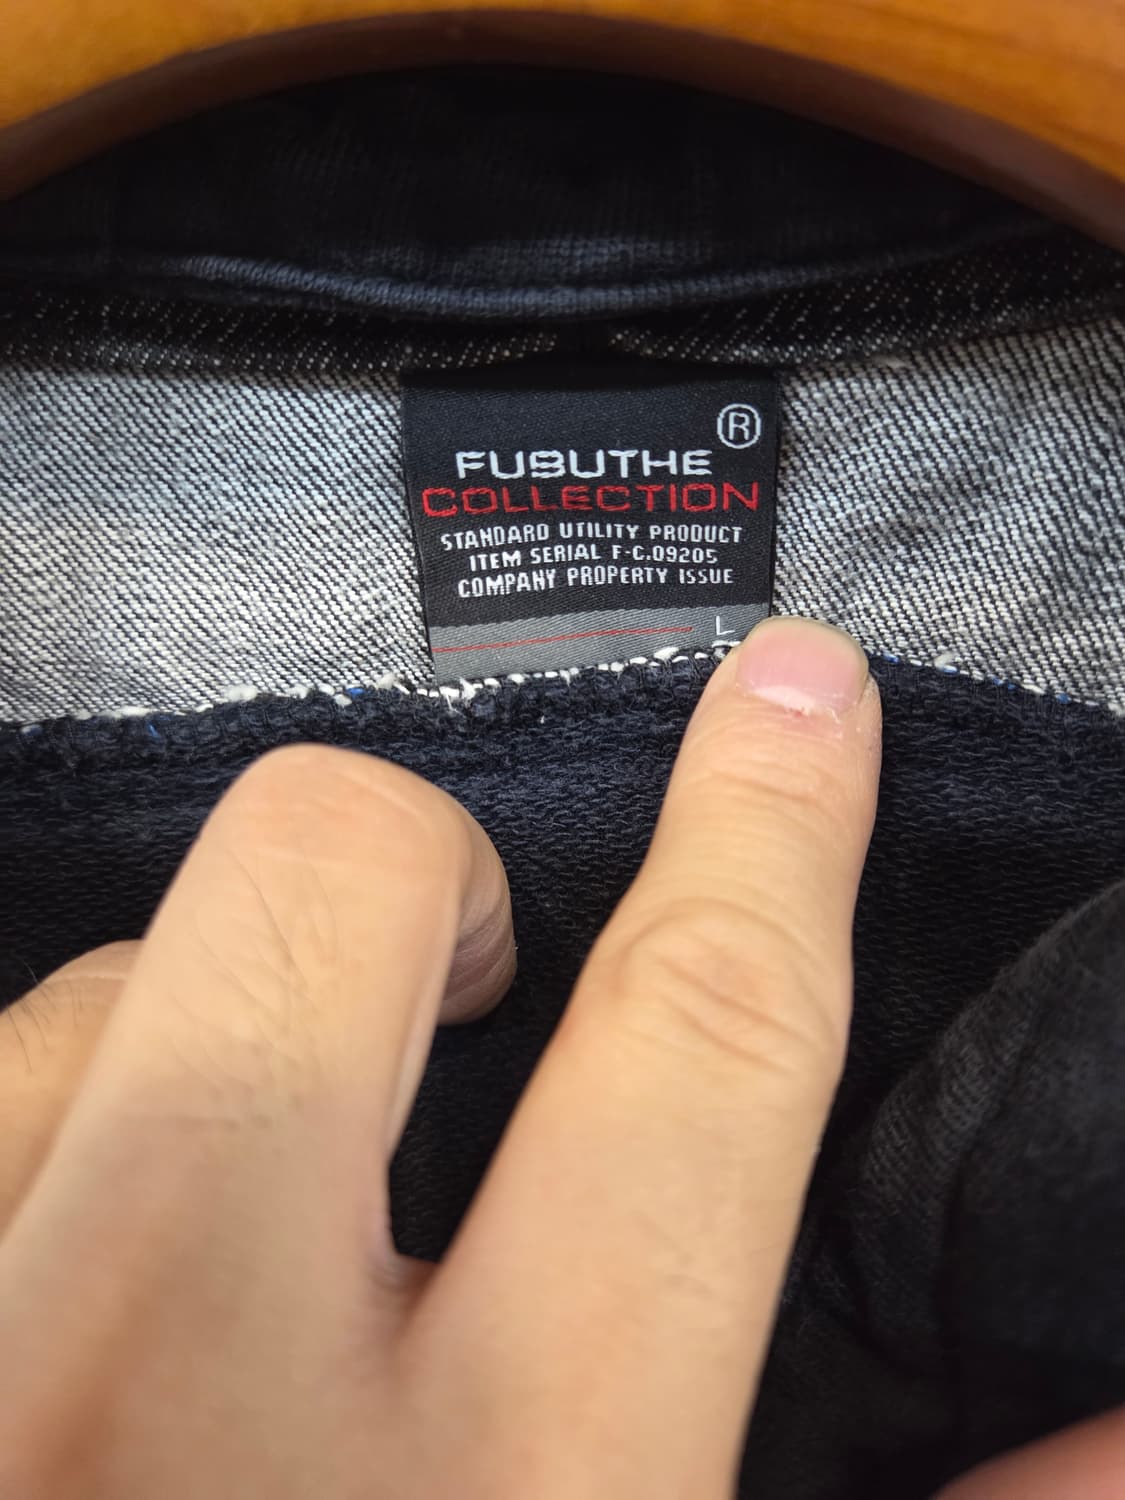 ®
FUBUTHE
COLLECTION
STANDARD UTILITY PRODUCT
ITEM SERIAL F-C.09205
COMPANY PROPERTY ISSUE
L